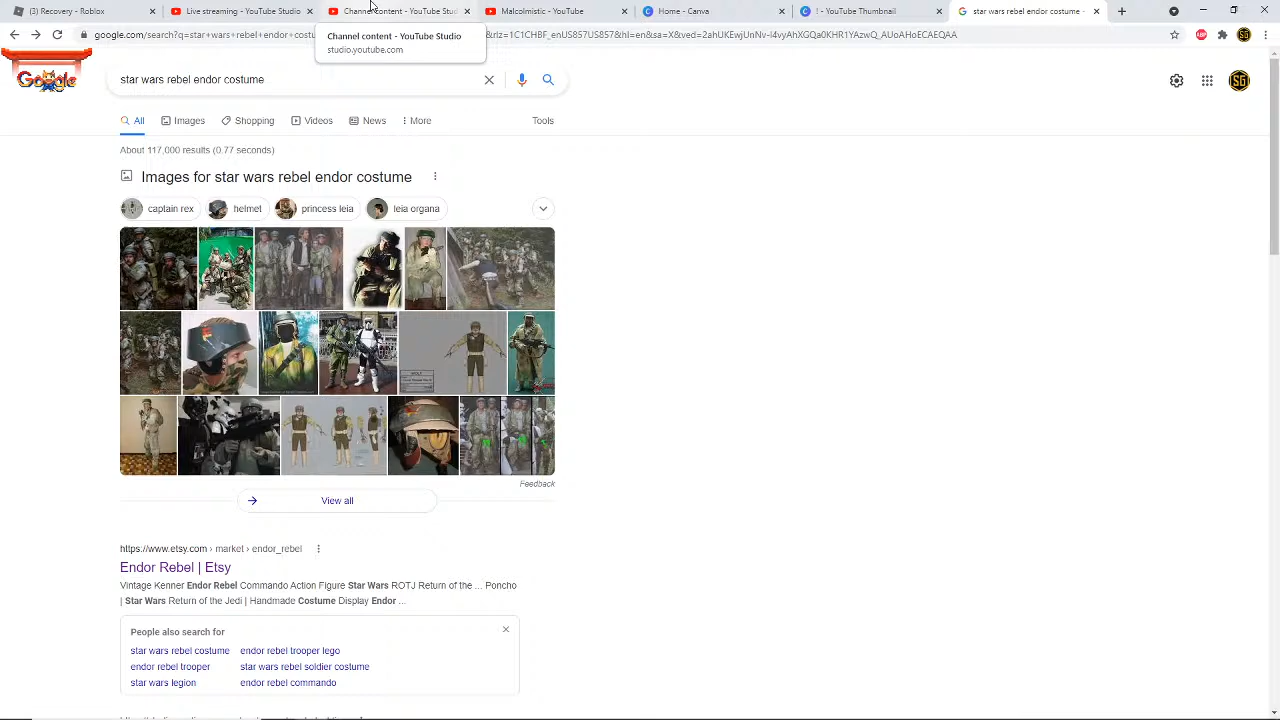 (3) Recovery - Roblox
Live streaming - YouTube Studio
Channel content - YouTube Stud
Malcolmistic - YouTube
Home - Canva
! - YouTube Thumbnail
star wars rebel endor costume -
Channel content - YouTube Studio
studio.youtube.com
SG
Google
star wars rebel endor costume
SG
All
Images
Shopping
Videos
News
More
Tools
About 117,000 results (0.77 seconds)
Images for star wars rebel endor costume
captain rex
helmet
princess leia
leia organa
Feedback
View all
https://www.etsy.com › market › endor_rebel
Endor Rebel | Etsy
Vintage Kenner Endor Rebel Commando Action Figure Star Wars ROTJ Return of the ... Poncho
| Star Wars Return of the Jedi | Handmade Costume Display Endor ...
People also search for
star wars rebel costume
endor rebel trooper lego
endor rebel trooper
star wars rebel soldier costume
star wars legion
endor rebel commando